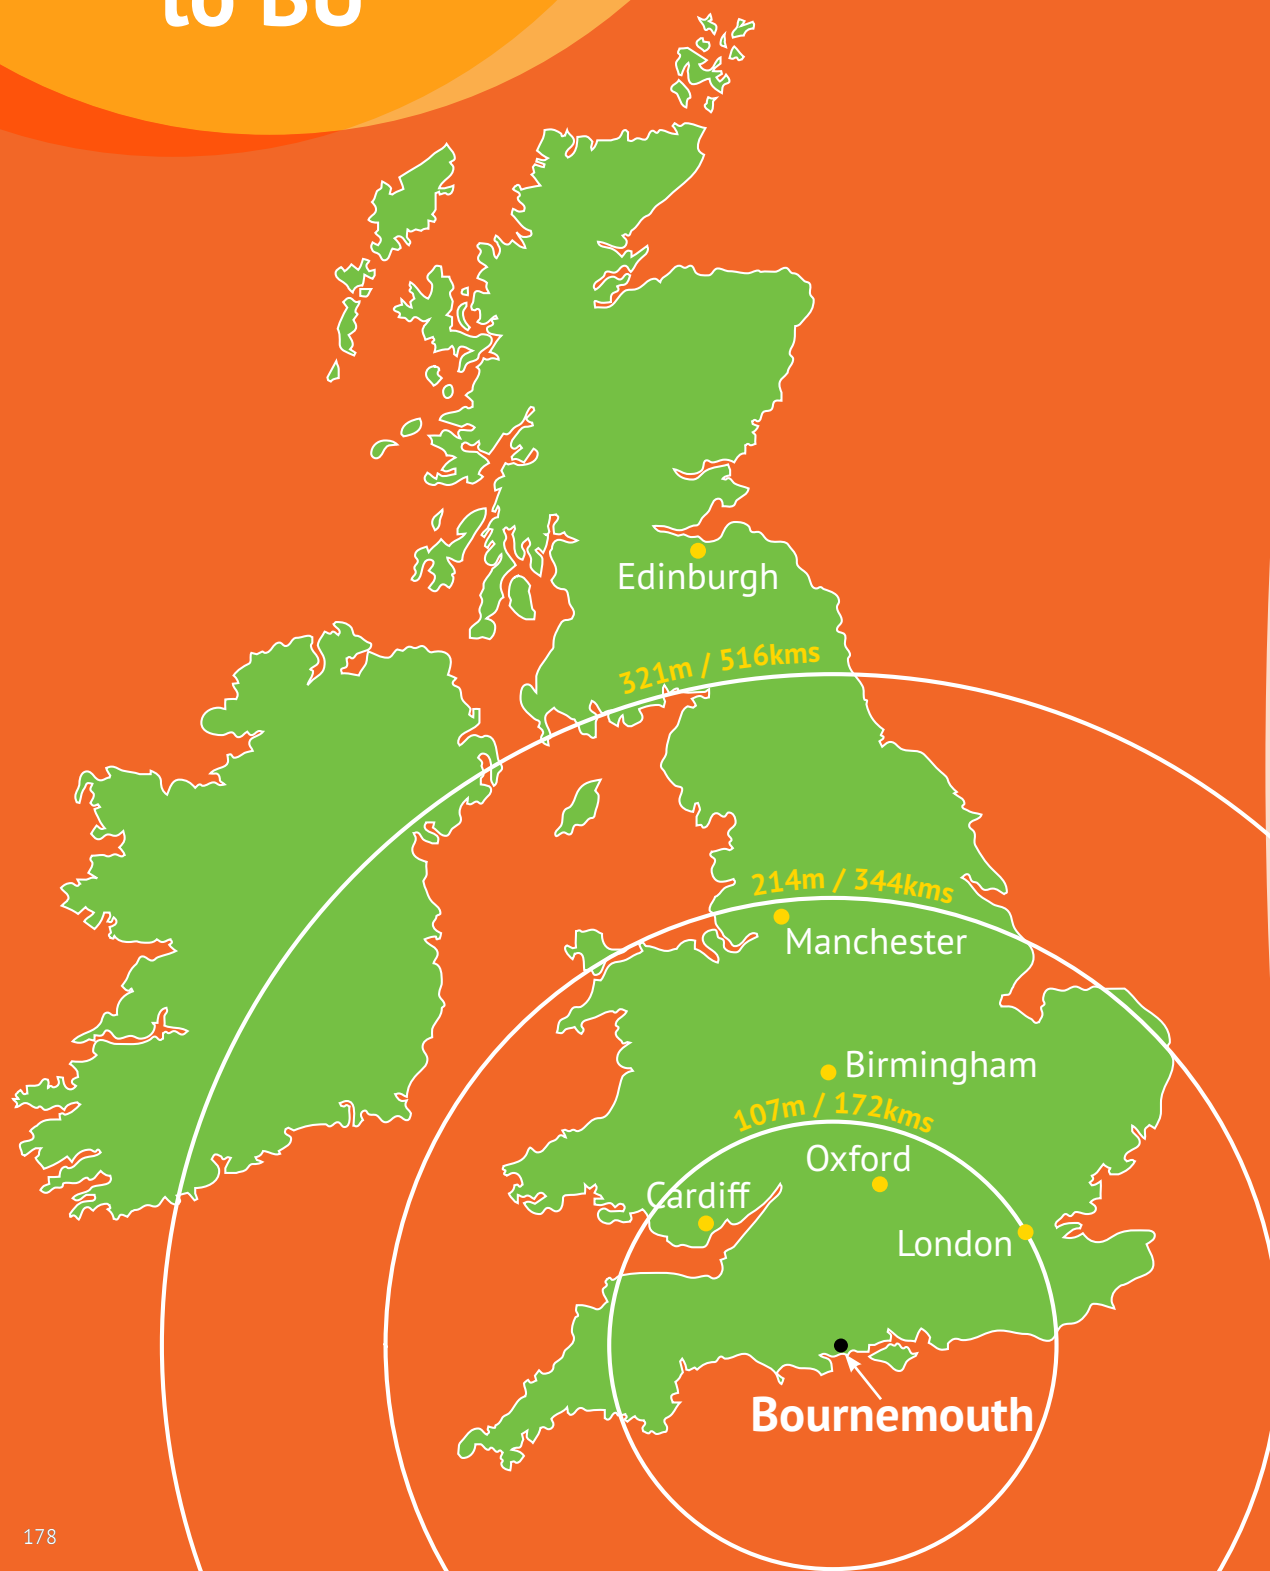 to BU
Edinburgh
321m / 516kms
214m / 344kms
Manchester
Birmingham
107m / 172kms
Oxford
Cardiff
London
Bournemouth
178